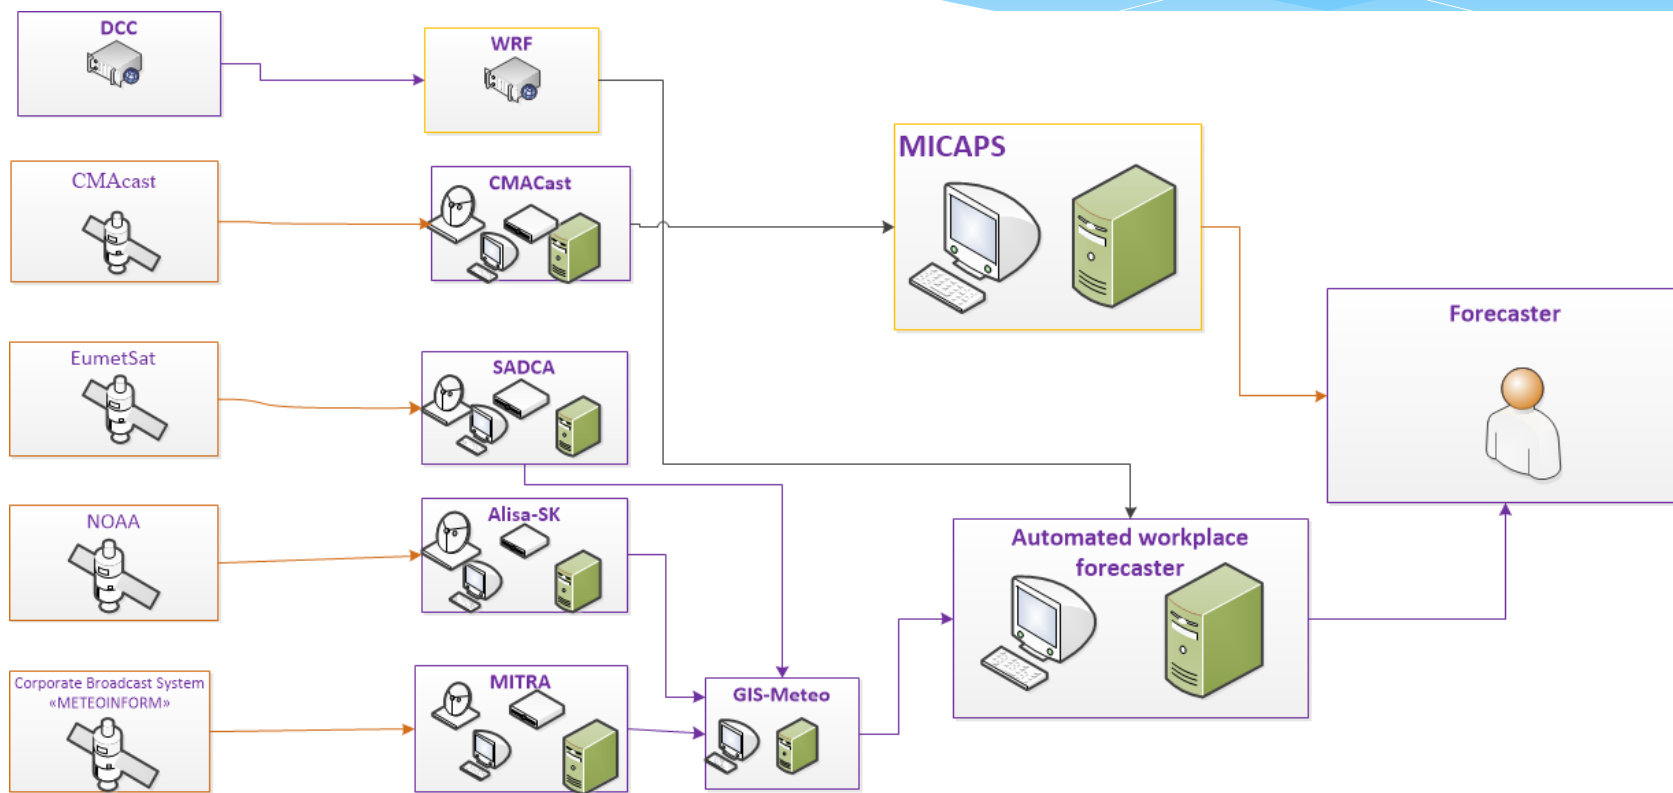 DCC
WRF
CMAcast
CMACast
MICAPS
EumetSat
SADCA
Forecaster
NOAA
Alisa-SK
Automated workplace
forecaster
Corporate Broadcast System
«METEOINFORM»
MITRA
GIS-Meteo